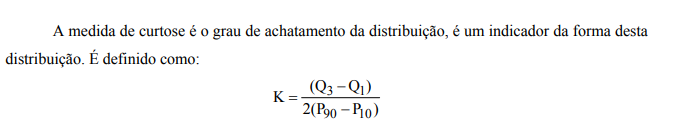 A medida de curtose é o grau de achatamento da distribuição, é um indicador da forma desta
distribuição. É definido como:
K = (Q₃ − Q₁) / 2(P₉₀ − P₁₀)